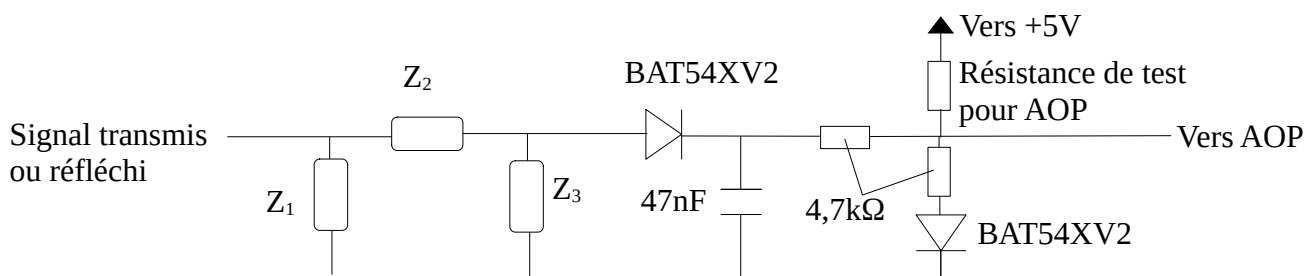 Vers +5V
BAT54XV2
Z2
Résistance de test
pour AOP
Signal transmis
ou réfléchi
Vers AOP
Z1
Z3
47nF
4,7kΩ
BAT54XV2